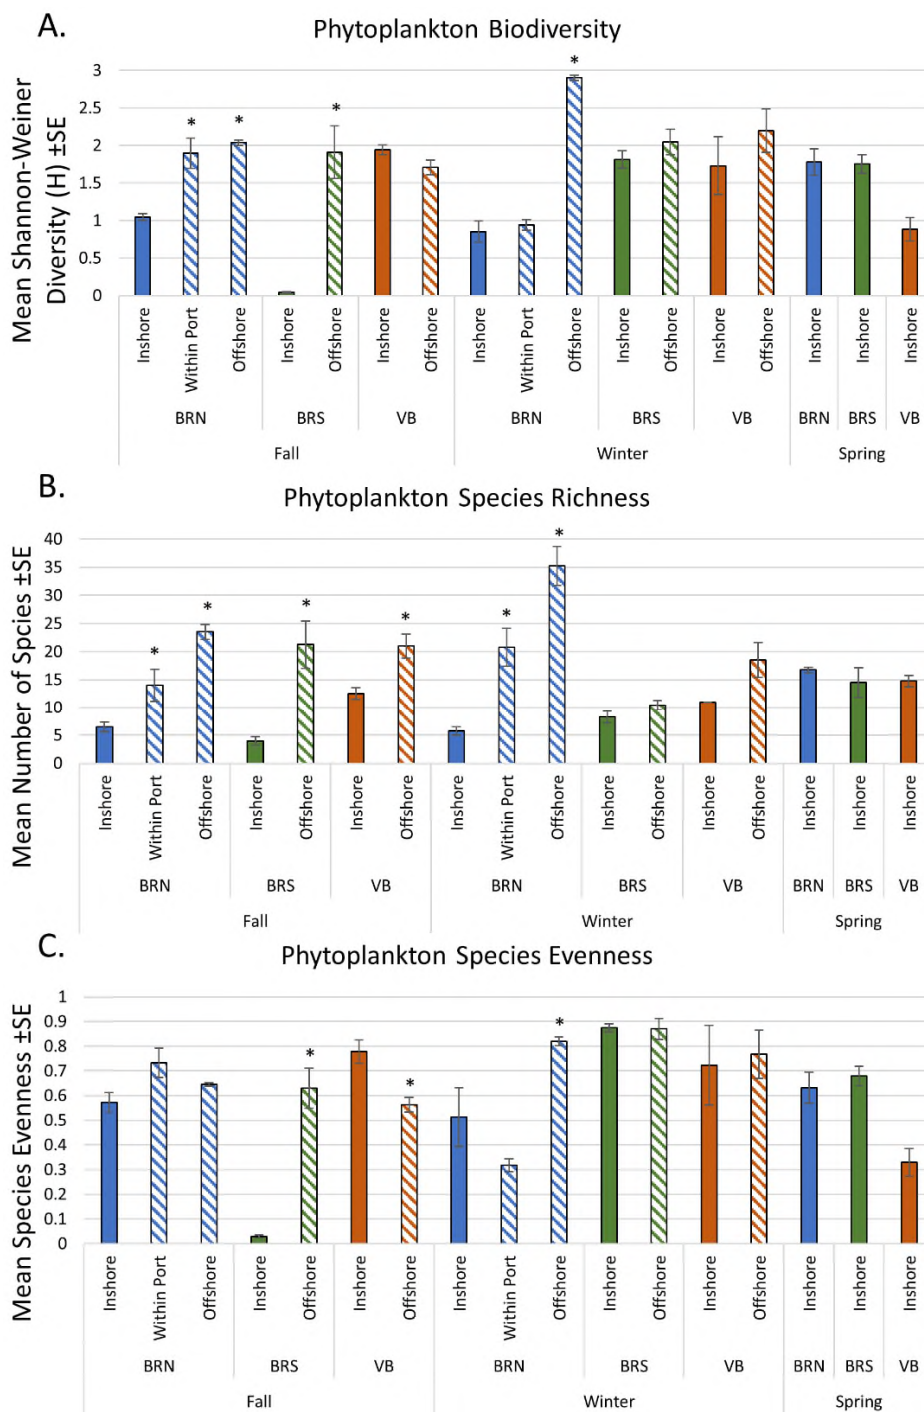 A.
Phytoplankton Biodiversity
Mean Shannon-Weiner
Diversity (H) ±SE
3
2.5
2
1.5
1
0.5
0
* * * *
Inshore Within Port Offshore Inshore Offshore Inshore Offshore Inshore Within Port Offshore Inshore Offshore Inshore Offshore Inshore Inshore Inshore
BRN BRS VB BRN BRS VB BRN BRS VB
Fall Winter Spring
B.
Phytoplankton Species Richness
Mean Number of Spcies ±SE
40
35
30
25
20
15
10
5
0
* * * * * *
Inshore Within Port Offshore Inshore Offshore Inshore Offshore Inshore Within Port Offshore Inshore Offshore Inshore Offshore Inshore Inshore Inshore
BRN BRS VB BRN BRS VB BRN BRS VB
Fall Winter Spring
C.
Phytoplankton Species Evenness
Mean Species Evenness ±SE
1
0.9
0.8
0.7
0.6
0.5
0.4
0.3
0.2
0.1
0
* * *
Inshore Within Port Offshore Inshore Offshore Inshore Offshore Inshore Within Port Offshore Inshore Offshore Inshore Offshore Inshore Inshore Inshore
BRN BRS VB BRN BRS VB BRN BRS VB
Fall Winter Spring